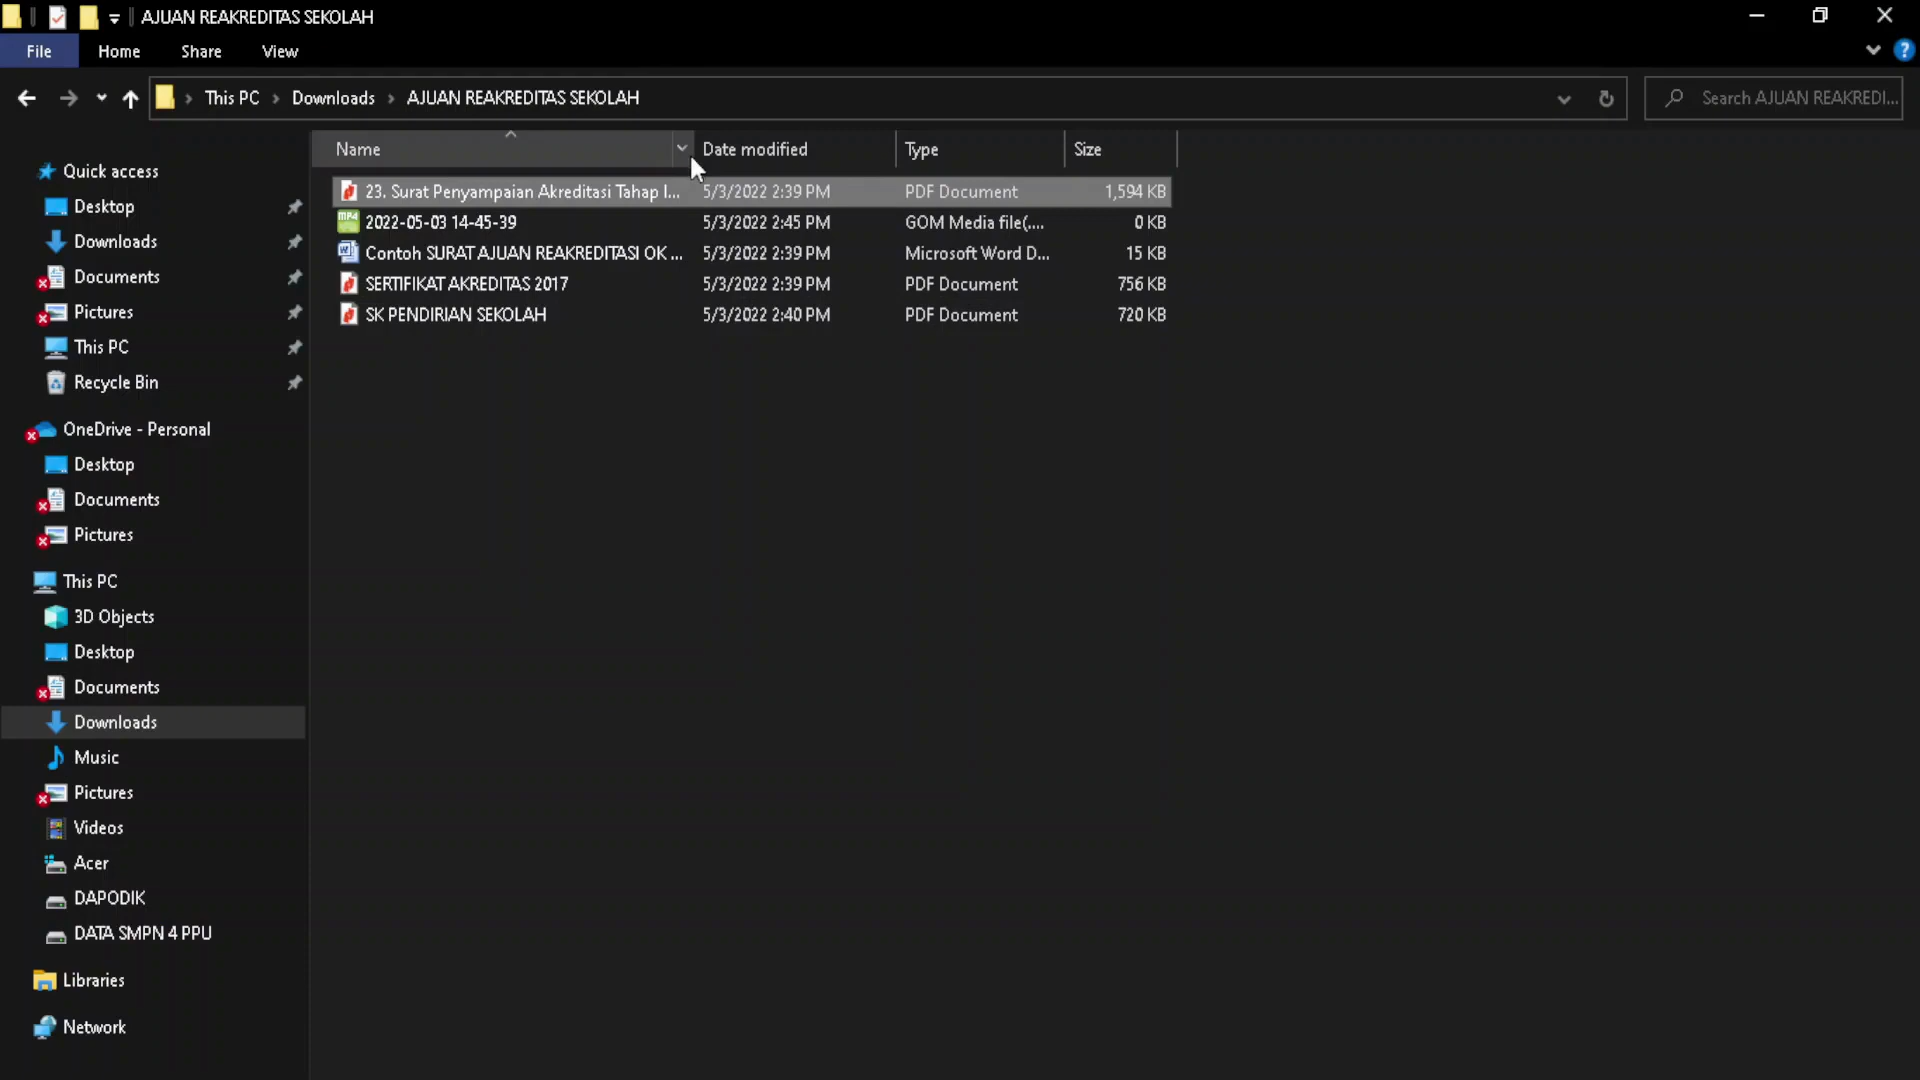 AJUAN REAKREDITAS SEKOLAH
File Home Share View
This PC Downloads AJUAN REAKREDITAS SEKOLAH Search AJUAN REAKREDI...
Name Date modified Type Size
23. Surat Penyampaian Akreditasi Tahap I... 5/3/2022 2:39 PM PDF Document 1,594 KB
2022-05-03 14-45-39 5/3/2022 2:45 PM GOM Media file(.... 0 KB
Contoh SURAT AJUAN REAKREDITASI OK ... 5/3/2022 2:39 PM Microsoft Word D... 15 KB
SERTIFIKAT AKREDITAS 2017 5/3/2022 2:39 PM PDF Document 756 KB
SK PENDIRIAN SEKOLAH 5/3/2022 2:40 PM PDF Document 720 KB
Quick access
Desktop
Downloads
Documents
Pictures
This PC
Recycle Bin
OneDrive - Personal
Desktop
Documents
Pictures
This PC
3D Objects
Desktop
Documents
Downloads
Music
Pictures
Videos
Acer
DAPODIK
DATA SMPN 4 PPU
Libraries
Network